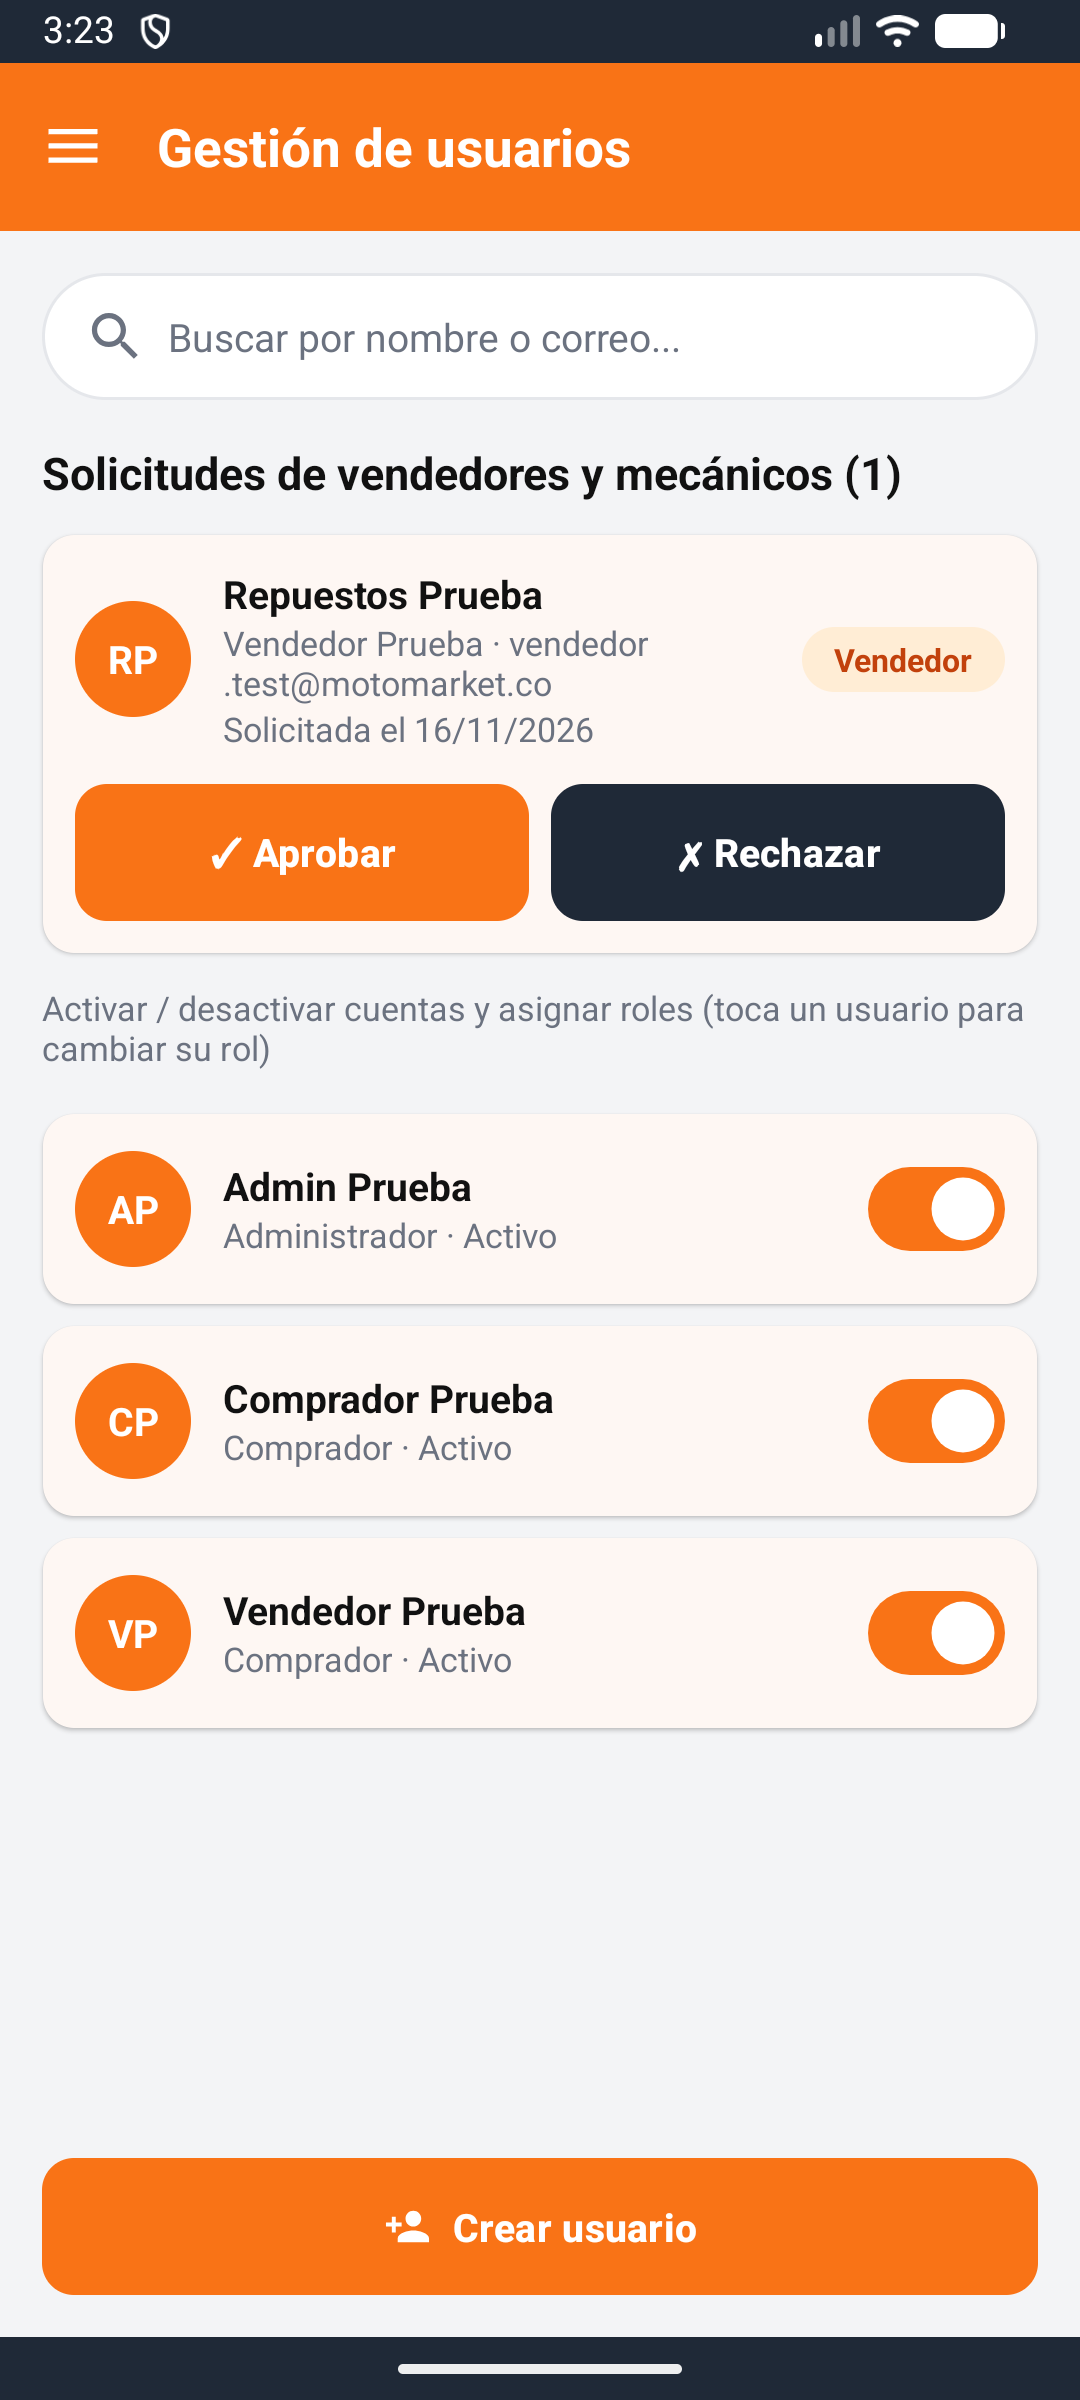 3:23
Gestión de usuarios
Buscar por nombre o correo...
Solicitudes de vendedores y mecánicos (1)
RP
Repuestos Prueba
Vendedor Prueba · vendedor
.test@motomarket.co
Solicitada el 16/11/2026
Vendedor
✓ Aprobar
✗ Rechazar
Activar / desactivar cuentas y asignar roles (toca un usuario para
cambiar su rol)
AP
Admin Prueba
Administrador · Activo
CP
Comprador Prueba
Comprador · Activo
VP
Vendedor Prueba
Comprador · Activo
Crear usuario